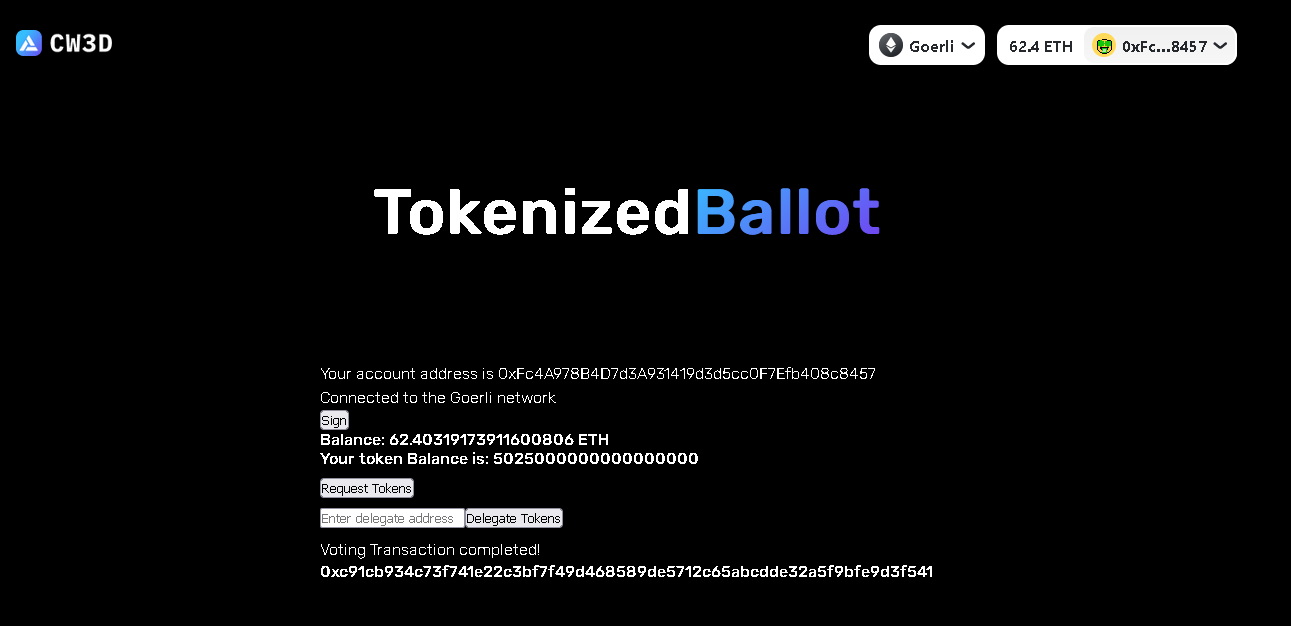 CW3D
Goerli
62.4 ETH
0xFc...8457
TokenizedBallot
Your account address is 0xFc4A978B4D7d3A931419d3d5cc0F7Efb408c8457
Connected to the Goerli network
Sign
Balance: 62.40319173911600806 ETH
Your token Balance is: 5025000000000000000
Request Tokens
Enter delegate address
Delegate Tokens
Voting Transaction completed!
0xc91cb934c73f741e22c3bf7f49d468589de5712c65abcdde32a5f9bfe9d3f541